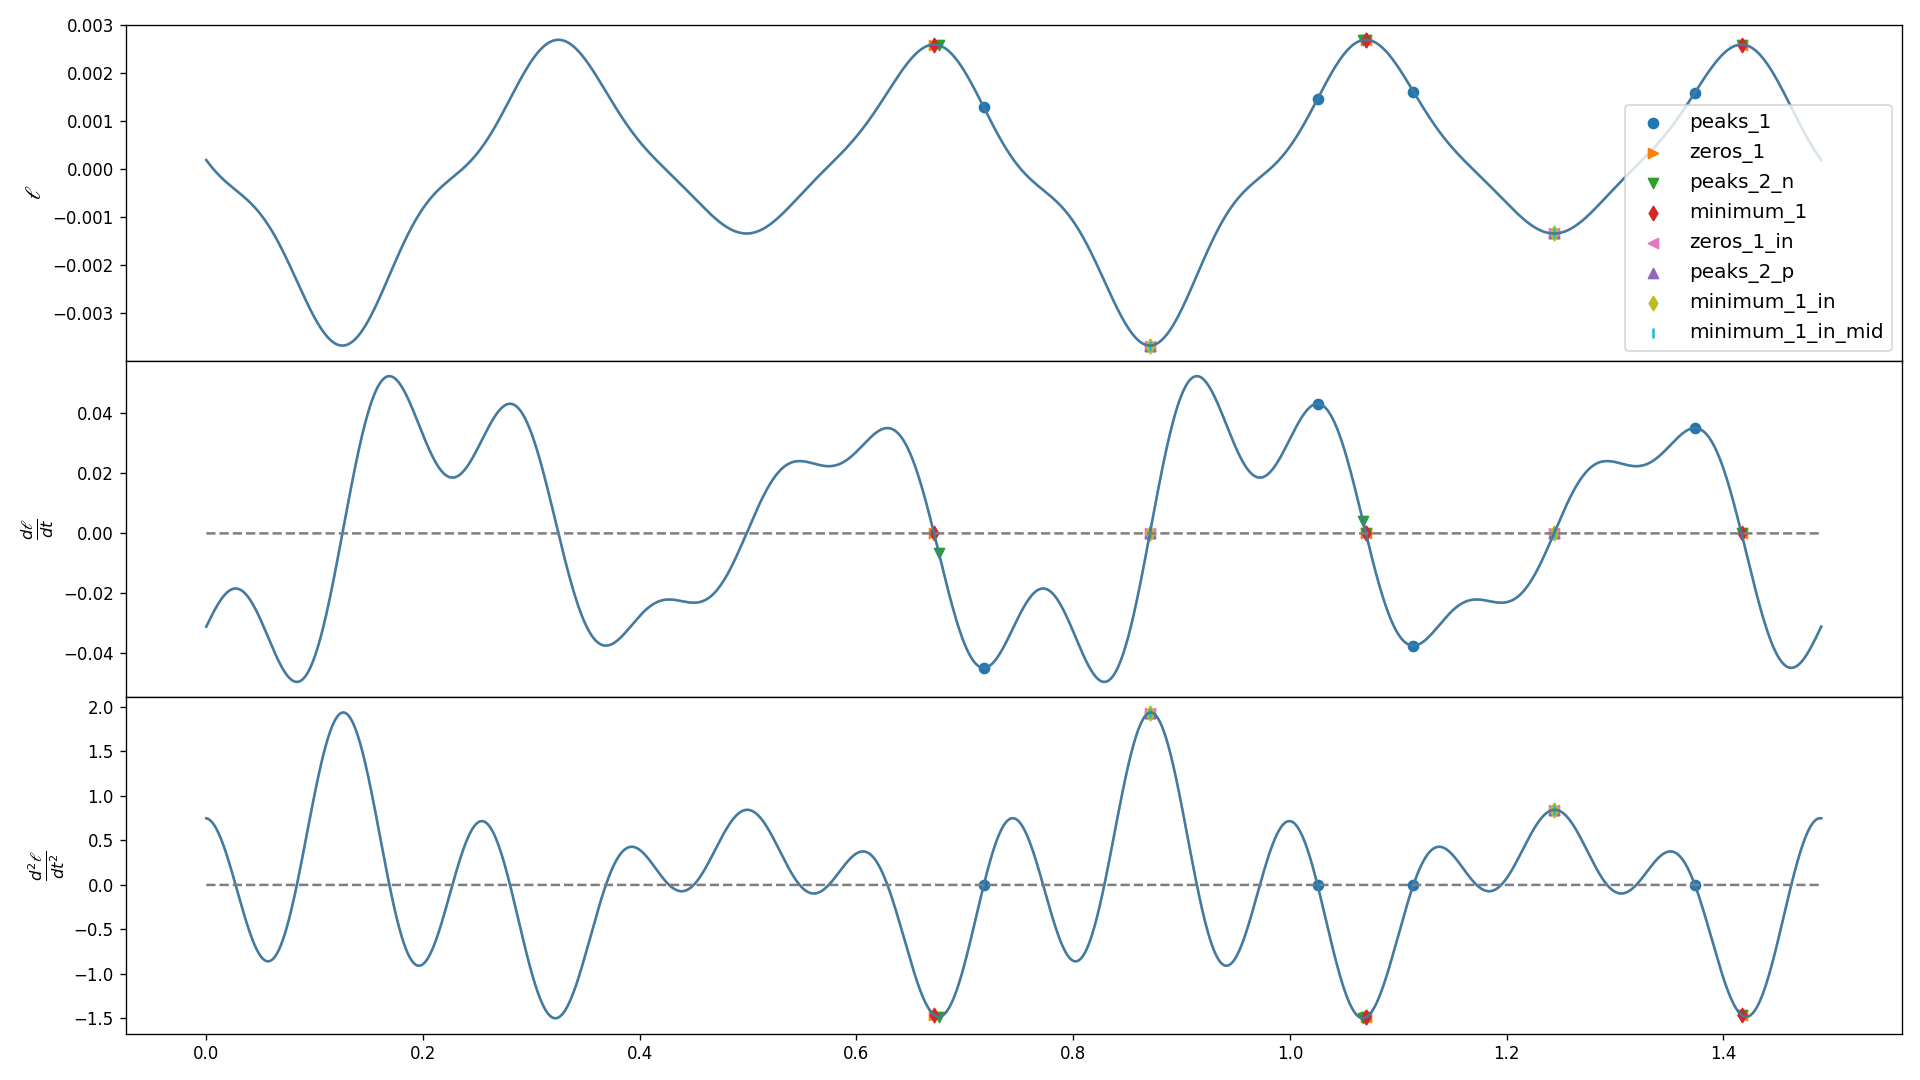 0.003
0.002
0.001
0.000
−0.001
−0.002
−0.003
ℓ
peaks_1
zeros_1
peaks_2_n
minimum_1
zeros_1_in
peaks_2_p
minimum_1_in
minimum_1_in_mid
0.04
0.02
0.00
−0.02
−0.04
dℓ
dt
2.0
1.5
1.0
0.5
0.0
−0.5
−1.0
−1.5
d²ℓ
dt²
0.0 0.2 0.4 0.6 0.8 1.0 1.2 1.4